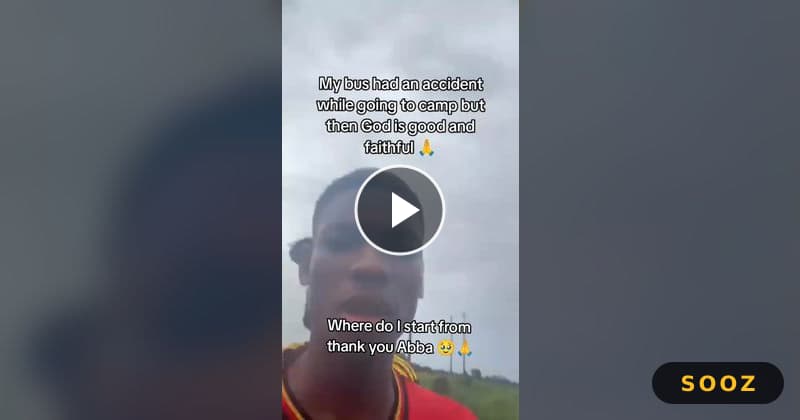 My bus had an accident
while going to camp but
then God is good and
faithful 🙏
Where do I start from
thank you Abba 🥹🙏
SOOZ